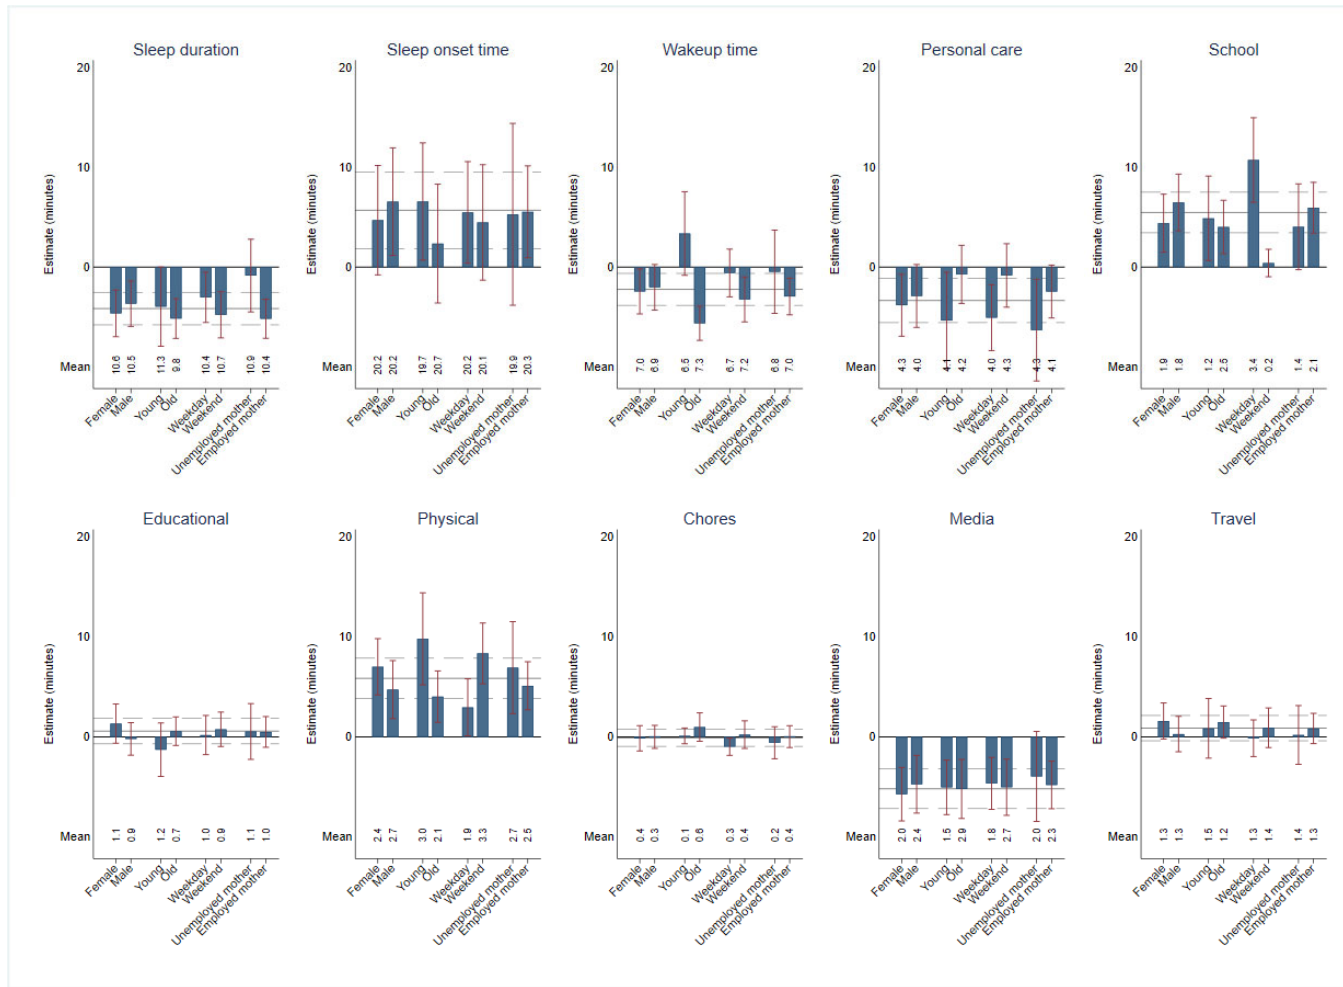 Sleep duration
Sleep onset time
Wakeup time
Personal care
School
20
10
0
Estimate (minutes)
Mean
10.6
10.5
11.3
9.8
10.4
10.7
10.9
10.4
Female
Male
Young
Old
Weekday
Weekend
Unemployed mother
Employed mother
20
10
0
Estimate (minutes)
20.2
20.2
19.7
20.7
20.2
20.1
19.9
20.3
Female
Male
Young
Old
Weekday
Weekend
Unemployed mother
Employed mother
20
10
0
Estimate (minutes)
7.0
6.9
6.5
7.3
6.7
7.2
6.8
7.0
Female
Male
Young
Old
Weekday
Weekend
Unemployed mother
Employed mother
20
10
0
Estimate (minutes)
4.3
4.0
4.1
4.2
4.0
4.3
4.3
4.1
Female
Male
Young
Old
Weekday
Weekend
Unemployed mother
Employed mother
20
10
0
Estimate (minutes)
1.9
1.8
1.2
2.5
3.4
0.2
1.4
2.1
Female
Male
Young
Old
Weekday
Weekend
Unemployed mother
Employed mother
Educational
Physical
Chores
Media
Travel
20
10
0
Estimate (minutes)
Mean
1.1
0.9
1.2
0.7
1.0
0.9
1.1
1.0
Female
Male
Young
Old
Weekday
Weekend
Unemployed mother
Employed mother
20
10
0
Estimate (minutes)
2.4
2.7
3.0
2.1
1.9
3.3
2.7
2.5
Female
Male
Young
Old
Weekday
Weekend
Unemployed mother
Employed mother
20
10
0
Estimate (minutes)
0.4
0.3
0.1
0.6
0.3
0.4
0.2
0.4
Female
Male
Young
Old
Weekday
Weekend
Unemployed mother
Employed mother
20
10
0
Estimate (minutes)
2.0
2.4
1.5
2.9
1.8
2.7
2.0
2.3
Female
Male
Young
Old
Weekday
Weekend
Unemployed mother
Employed mother
20
10
0
Estimate (minutes)
1.3
1.3
1.5
1.2
1.3
1.4
1.4
1.3
Female
Male
Young
Old
Weekday
Weekend
Unemployed mother
Employed mother